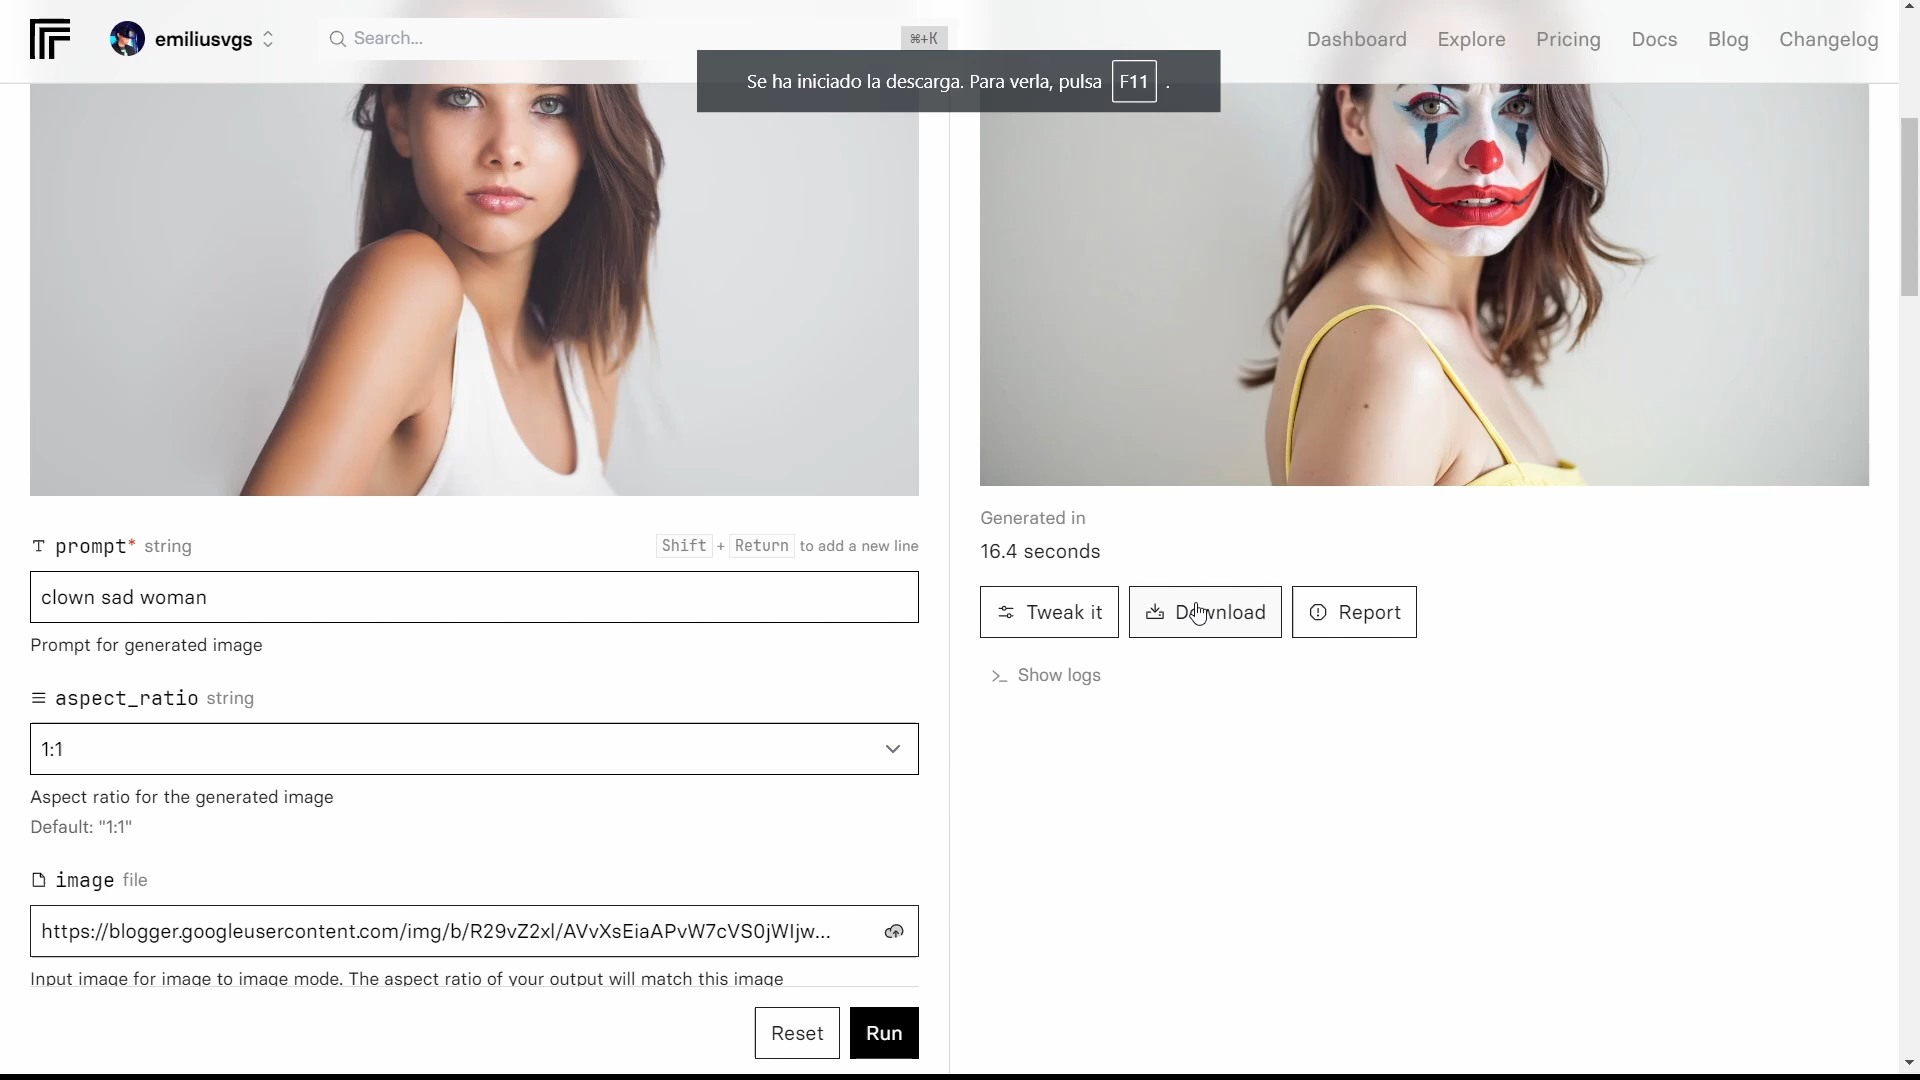 emiliusvgs
Search...
⌘+K
Dashboard
Explore
Pricing
Docs
Blog
Changelog
Se ha iniciado la descarga. Para verla, pulsa F11 .
prompt* string
Shift + Return to add a new line
clown sad woman
Prompt for generated image
aspect_ratio string
1:1
Aspect ratio for the generated image
Default: "1:1"
image file
https://blogger.googleusercontent.com/img/b/R29vZ2xl/AVvXsEiaAPvW7cVS0jWIjw...
Input image for image to image mode. The aspect ratio of your output will match this image
Reset
Run
Generated in
16.4 seconds
Tweak it
Download
Report
>_ Show logs